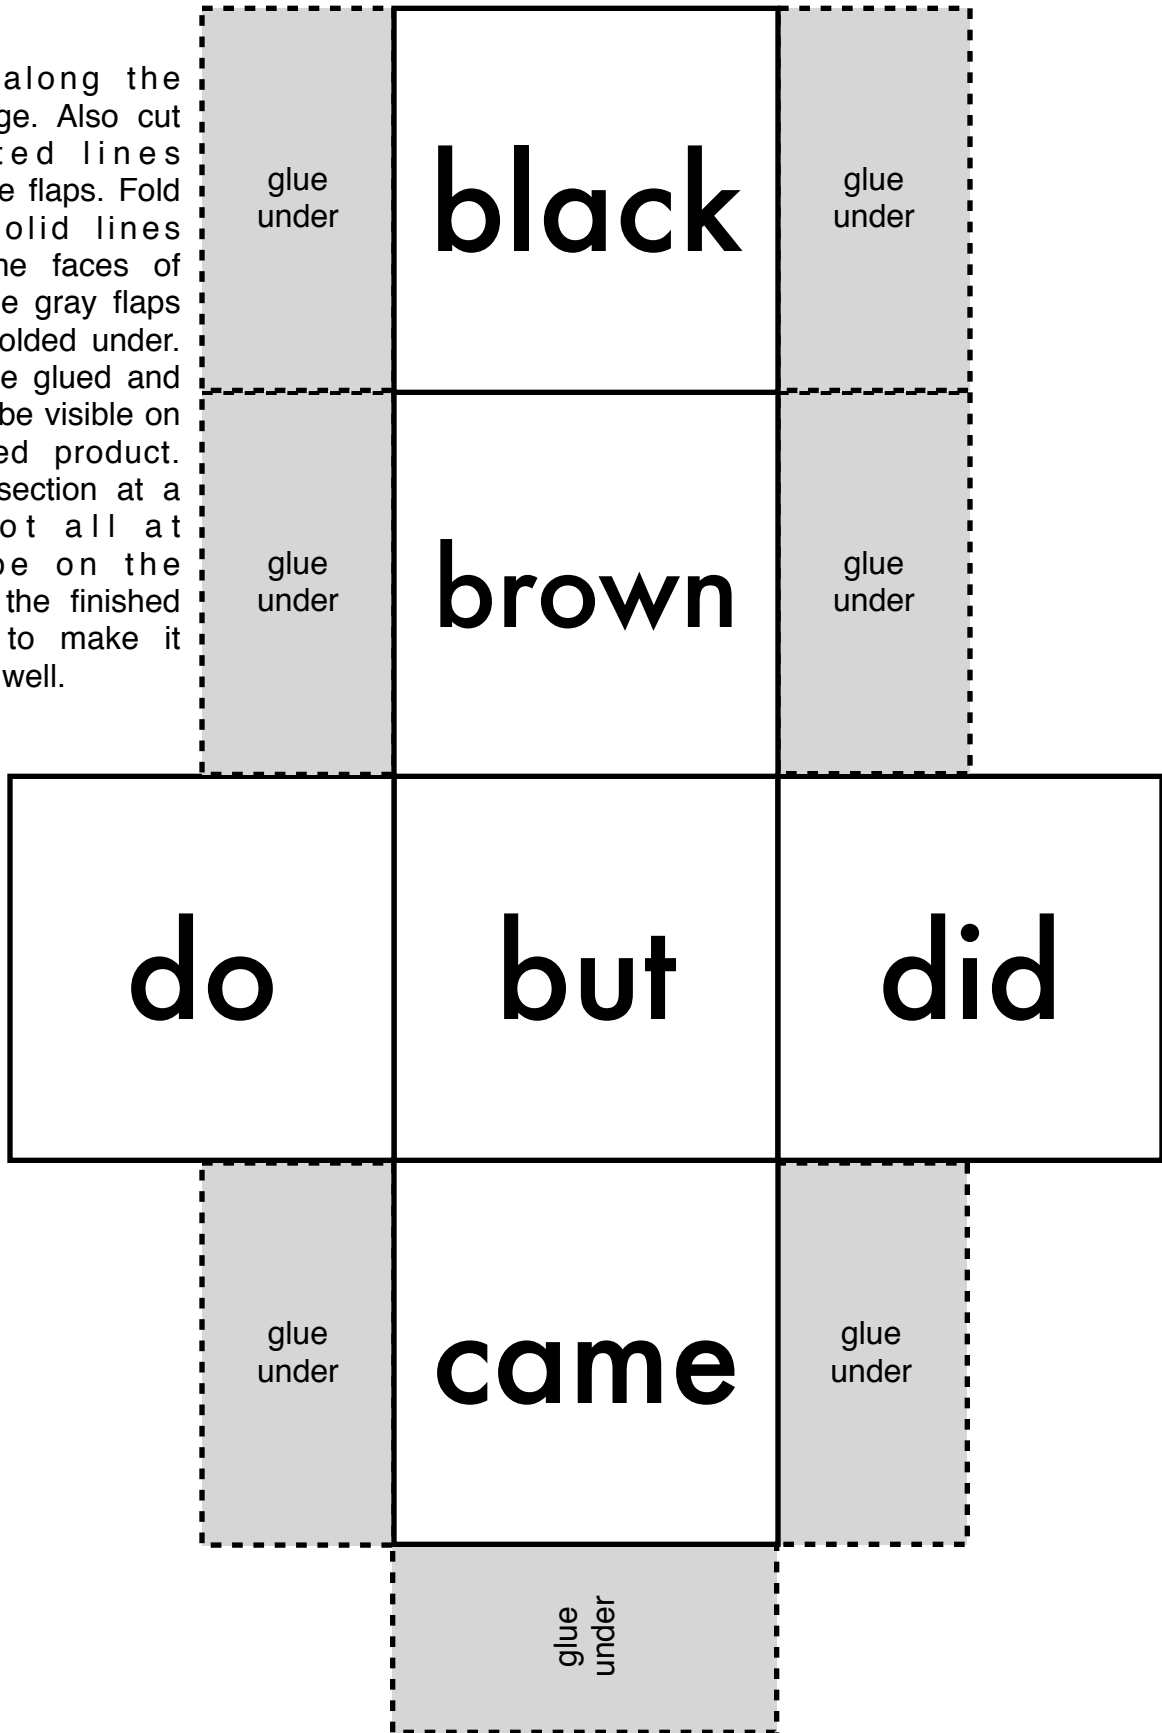 along the
ge. Also cut
ted lines
e flaps. Fold
olid lines
ne faces of
e gray flaps
olded under.
e glued and
be visible on
ed product.
section at a
ot all at
pe on the
the finished
to make it
well.
glue
under
black
glue
under
glue
under
brown
glue
under
do
but
did
glue
under
came
glue
under
glue
under